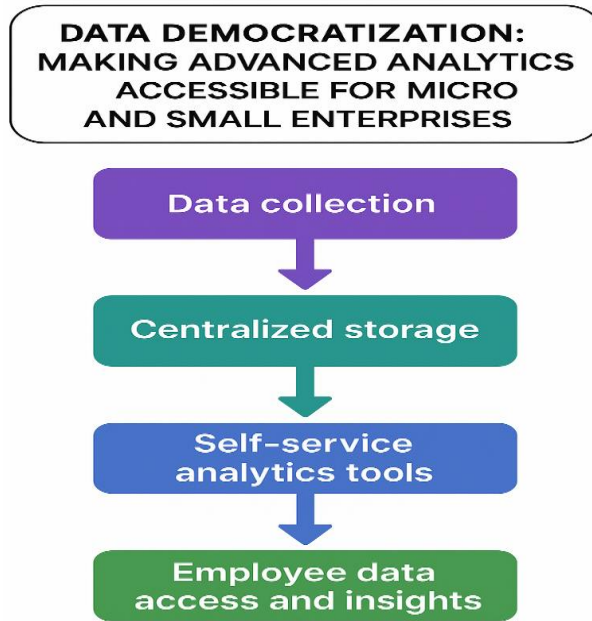 DATA DEMOCRATIZATION:
MAKING ADVANCED ANALYTICS
ACCESSIBLE FOR MICRO
AND SMALL ENTERPRISES
Data collection
Centralized storage
Self-service
analytics tools
Employee data
access and insights